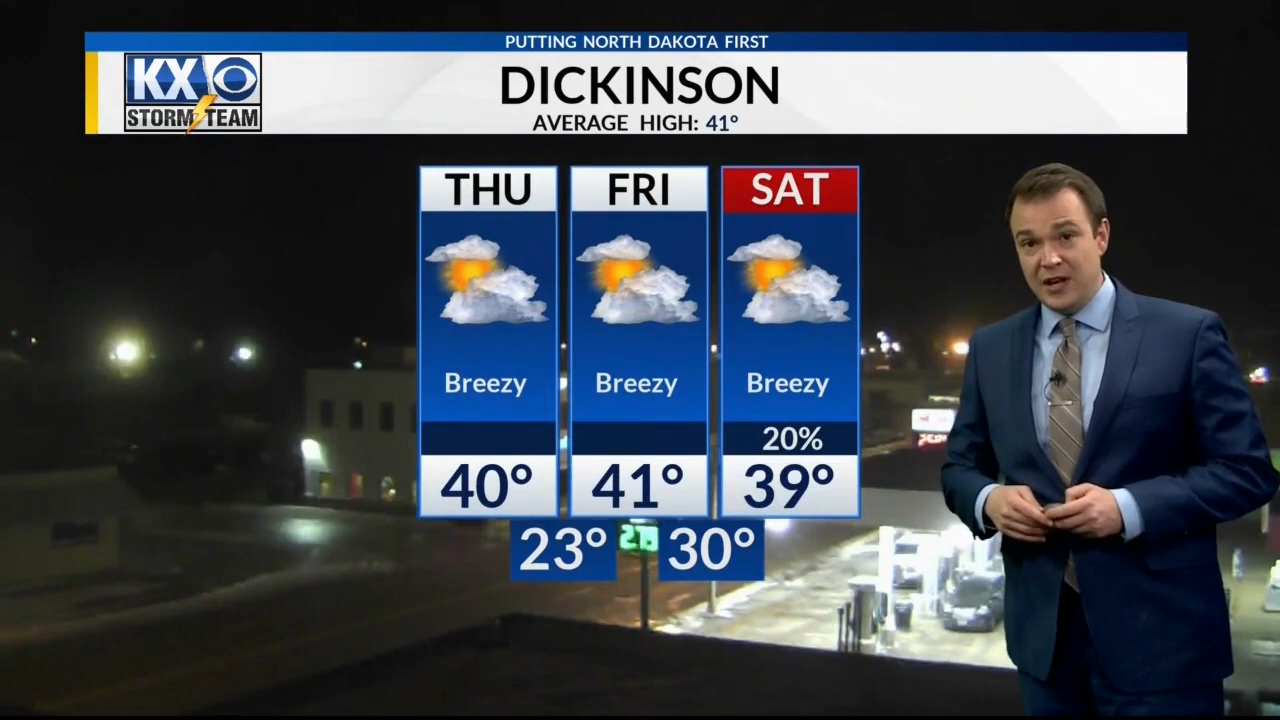 PUTTING NORTH DAKOTA FIRST
KX
STORM TEAM
DICKINSON
AVERAGE HIGH: 41°
THU
FRI
SAT
Breezy
Breezy
Breezy
20%
40°
41°
39°
23°
30°